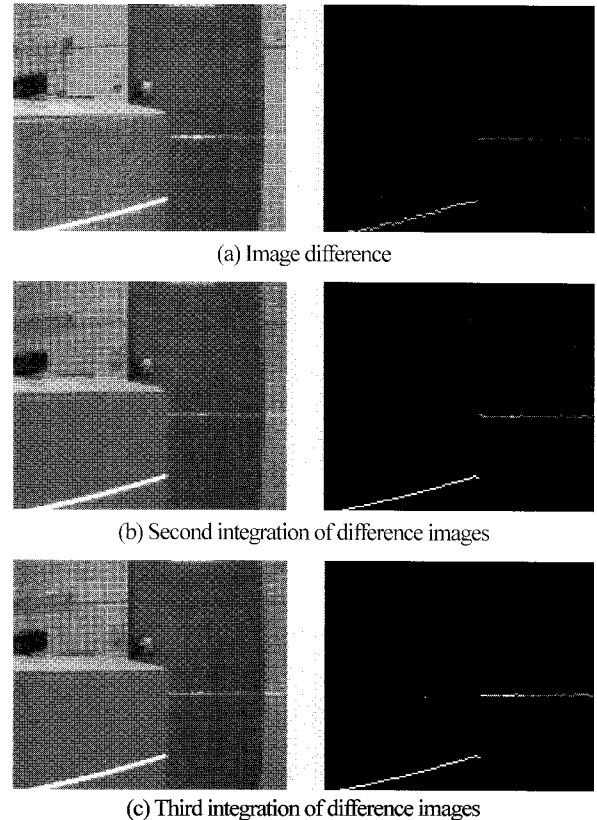 (a) Image difference
(b) Second integration of difference images
(c) Third integration of difference images